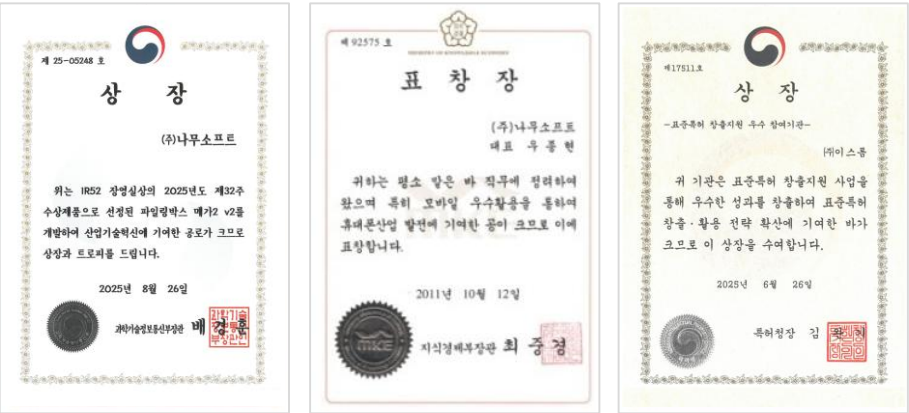 제 25-05248 호
상 장
(주)나무소프트
위는 IR52 장영실상의 2025년도 제32주
수상제품으로 선정된 파일링박스 메가2 v2를
개발하여 산업기술혁신에 기여한 공로가 크므로
상장과 트로피를 드립니다.
2025년 8월 26일
과학기술정보통신부장관 배 경 훈
제 92575 호
MINISTRY OF KNOWLEDGE ECONOMY
표 창 장
(주)나무소프트
대표 우 종 현
귀하는 평소 맡은 바 직무에 정려하여
왔으며 특히 모바일 우수활용을 통하여
휴대폰산업 발전에 기여한 공이 크므로 이에
표창합니다.
2011년 10월 12일
MKE
지식경제부장관 최 중 경
제17511호
상 장
-표준특허 창출지원 우수 참여기관-
㈜이스톰
귀 기관은 표준특허 창출지원 사업을
통해 우수한 성과를 창출하여 표준특허
창출·활용 전략 확산에 기여한 바가
크므로 이 상장을 수여합니다.
2025년 6월 26일
특허청장 김 완 기